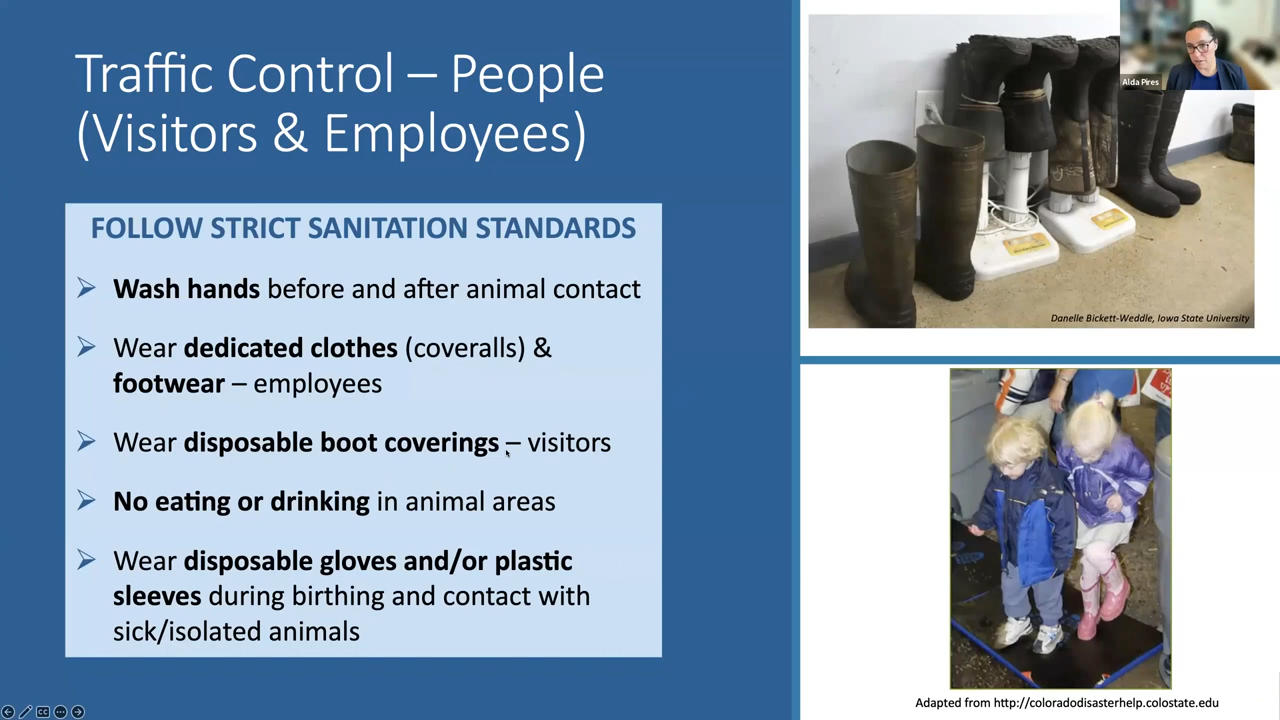 Traffic Control – People
(Visitors & Employees)
FOLLOW STRICT SANITATION STANDARDS
Wash hands before and after animal contact
Wear dedicated clothes (coveralls) &
footwear – employees
Wear disposable boot coverings – visitors
No eating or drinking in animal areas
Wear disposable gloves and/or plastic
sleeves during birthing and contact with
sick/isolated animals
Alda Pires
Danelle Bickett-Weddle, Iowa State University
Adapted from http://coloradodisasterhelp.colostate.edu